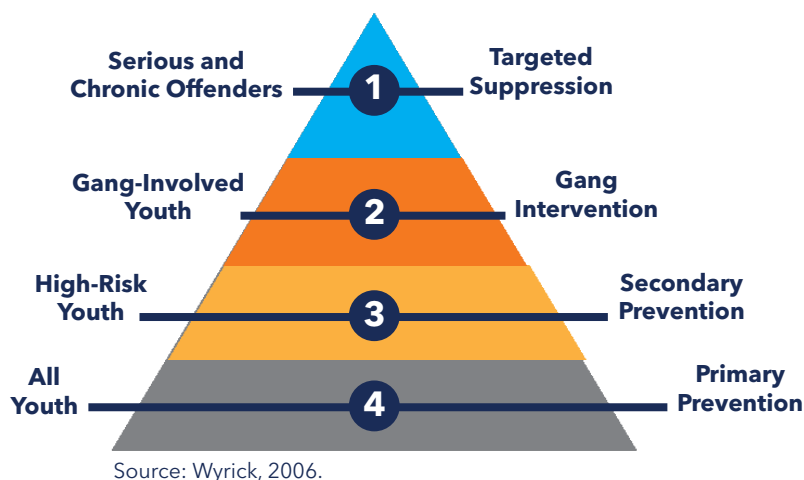 Serious and
Chronic Offenders
1
Targeted
Suppression
Gang-Involved
Youth
2
Gang
Intervention
High-Risk
Youth
3
Secondary
Prevention
All
Youth
4
Primary
Prevention
Source: Wyrick, 2006.